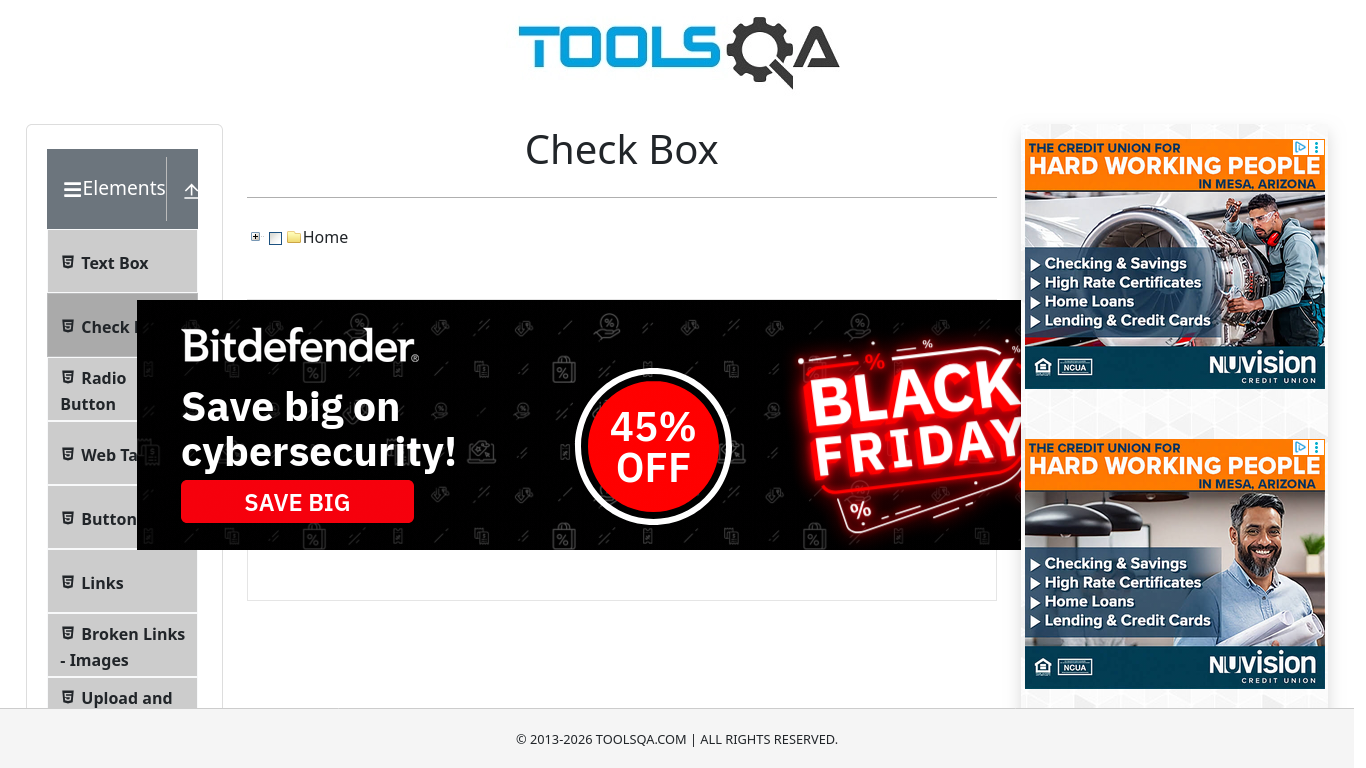 TOOLSQA
Check Box
Elements
Text Box
Check
Radio
Button
Web Ta
Button
Links
Broken Links
- Images
Upload and
Home
Bitdefender®
Save big on
cybersecurity!
SAVE BIG
45%
OFF
BLACK
FRIDAY
THE CREDIT UNION FOR
HARD WORKING PEOPLE
IN MESA, ARIZONA
Checking & Savings
High Rate Certificates
Home Loans
Lending & Credit Cards
NCUA
NUVISION
CREDIT UNION
THE CREDIT UNION FOR
HARD WORKING PEOPLE
IN MESA, ARIZONA
Checking & Savings
High Rate Certificates
Home Loans
Lending & Credit Cards
NCUA
NUVISION
CREDIT UNION
© 2013-2026 TOOLSQA.COM | ALL RIGHTS RESERVED.